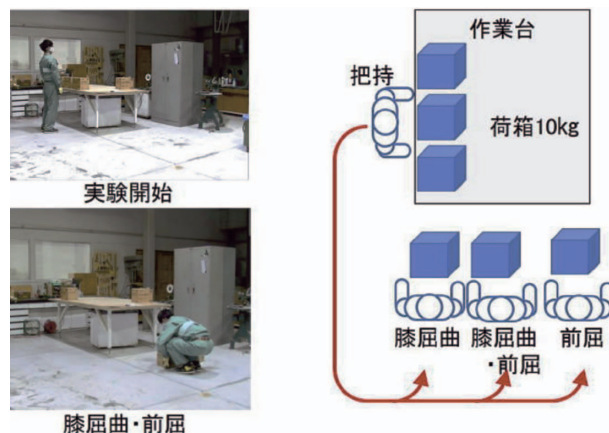 実験開始
膝屈曲・前屈
作業台
把持
荷箱10kg
膝屈曲
膝屈曲
・前屈
前屈